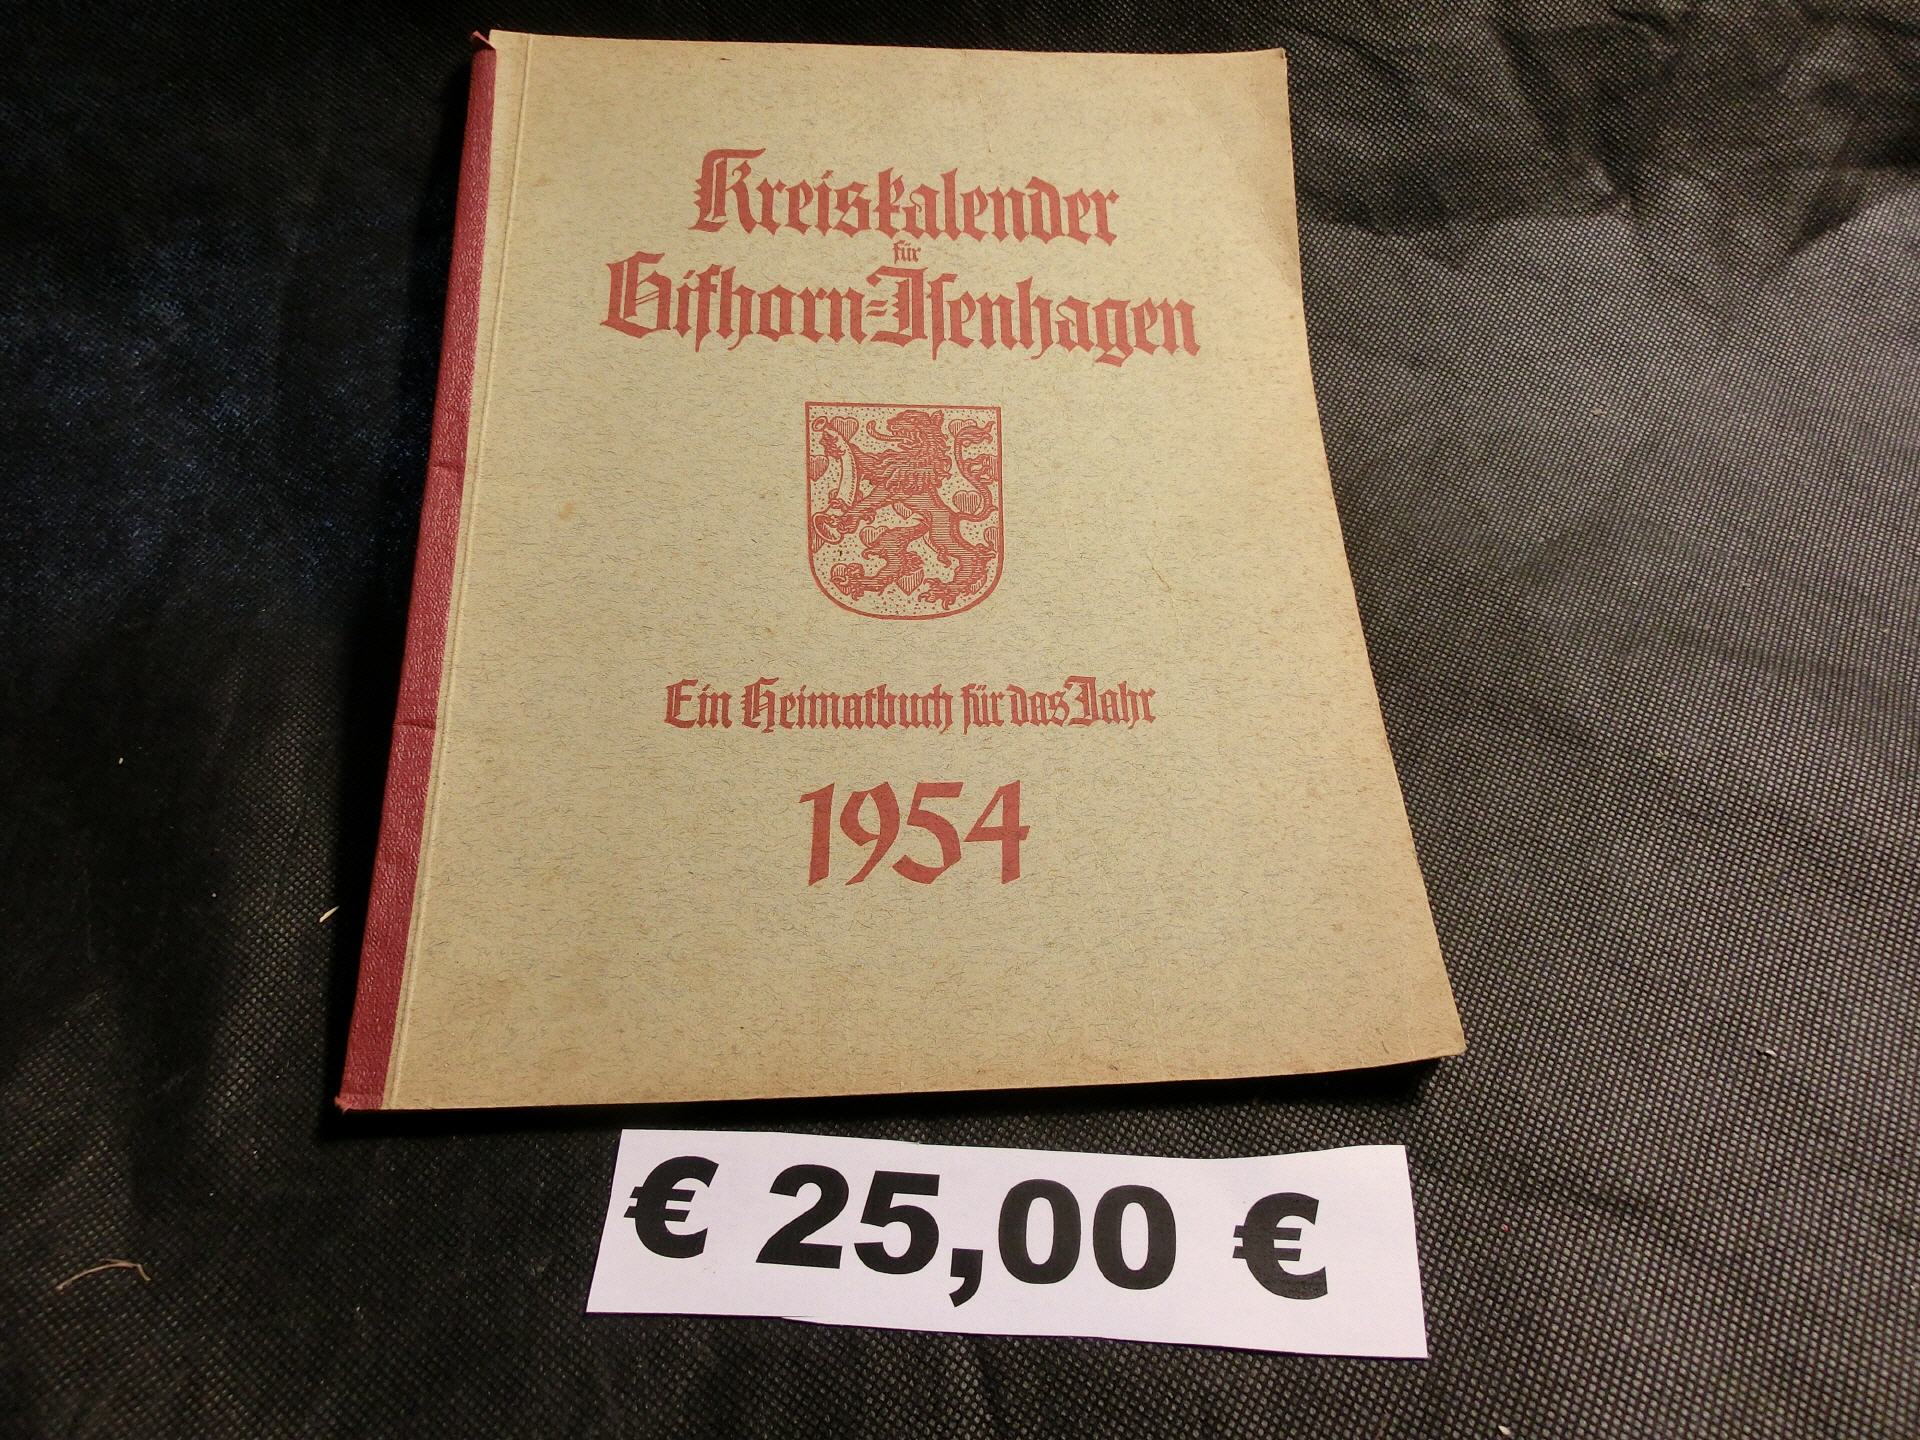 Kreiskalender
für
Gifhorn=Isenhagen
Ein Heimatbuch für das Jahr
1954
€ 25,00 €